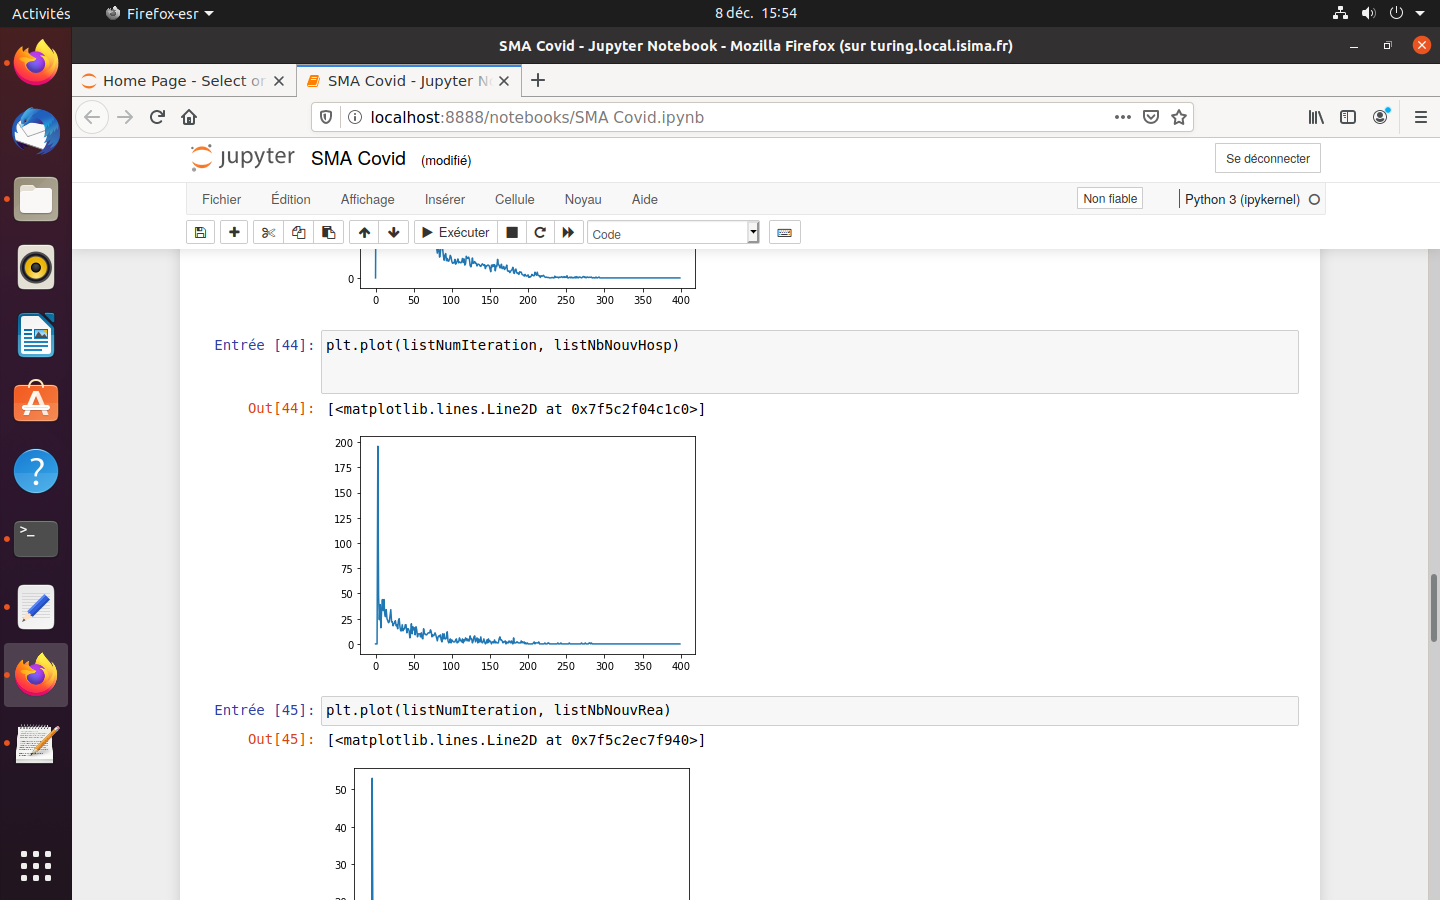 Activités
Firefox-esr
8 déc. 15:54
SMA Covid - Jupyter Notebook - Mozilla Firefox (sur turing.local.isima.fr)
Home Page - Select or
SMA Covid - Jupyter No
localhost:8888/notebooks/SMA Covid.ipynb
jupyter
SMA Covid
(modifié)
Se déconnecter
Fichier
Édition
Affichage
Insérer
Cellule
Noyau
Aide
Non fiable
Python 3 (ipykernel)
Exécuter
Code
0
0 50 100 150 200 250 300 350 400
Entrée [44]:
plt.plot(listNumIteration, listNbNouvHosp)
Out[44]:
[<matplotlib.lines.Line2D at 0x7f5c2f04c1c0>]
200
175
150
125
100
75
50
25
0
0 50 100 150 200 250 300 350 400
Entrée [45]:
plt.plot(listNumIteration, listNbNouvRea)
Out[45]:
[<matplotlib.lines.Line2D at 0x7f5c2ec7f940>]
50
40
30